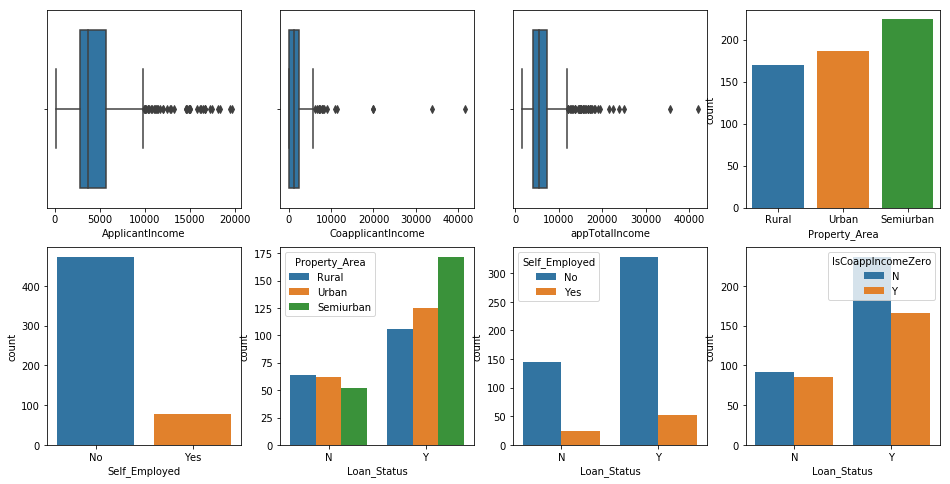 0 5000 10000 15000 20000
ApplicantIncome
0 10000 20000 30000 40000
CoapplicantIncome
0 10000 20000 30000 40000
appTotalIncome
200
150
100
50
0
count
Rural Urban Semiurban
Property_Area
400
300
200
100
0
count
No Yes
Self_Employed
175
150
125
100
75
50
25
0
count
Property_Area
Rural
Urban
Semiurban
N Y
Loan_Status
300
250
200
150
100
50
0
count
Self_Employed
No
Yes
N Y
Loan_Status
200
150
100
50
0
count
IsCoappIncomeZero
N
Y
N Y
Loan_Status